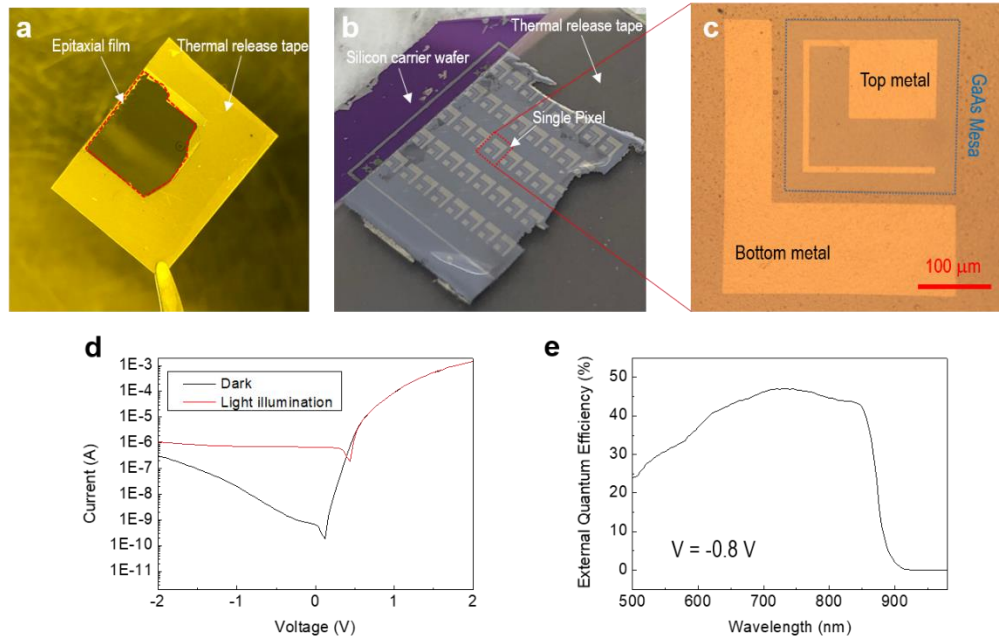 a
Epitaxial film
Thermal release tape
b
Silicon carrier wafer
Thermal release tape
Single Pixel
c
Top metal
GaAs Mesa
Bottom metal
100 μm
d
Current (A)
1E-3
1E-4
1E-5
1E-6
1E-7
1E-8
1E-9
1E-10
1E-11
Dark
Light illumination
-2
-1
0
1
2
Voltage (V)
e
External Quantum Efficiency (%)
50
40
30
20
10
0
V = -0.8 V
500
600
700
800
900
Wavelength (nm)